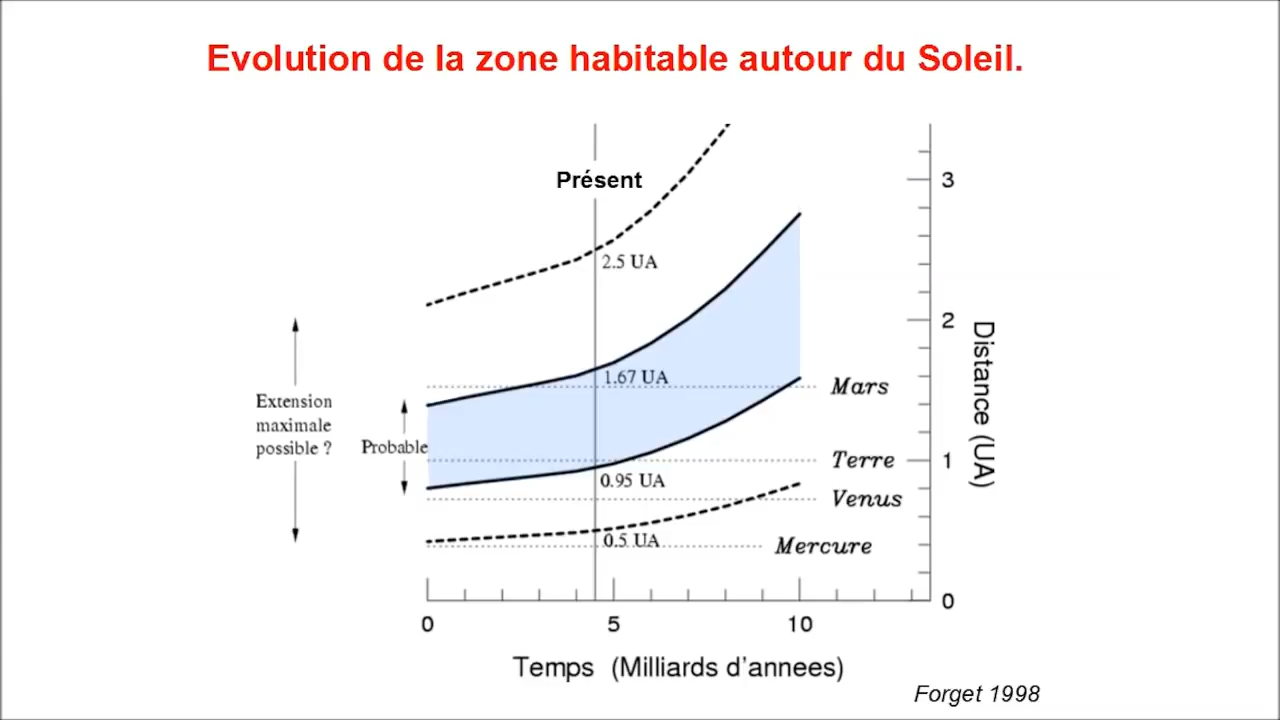 Evolution de la zone habitable autour du Soleil.
Présent
3
2.5 UA
2
1.67 UA
Mars
Extension
maximale
possible ?
Probable
Terre
1
0.95 UA
Venus
0.5 UA
Mercure
0
Distance (UA)
0
5
10
Temps (Milliards d'annees)
Forget 1998